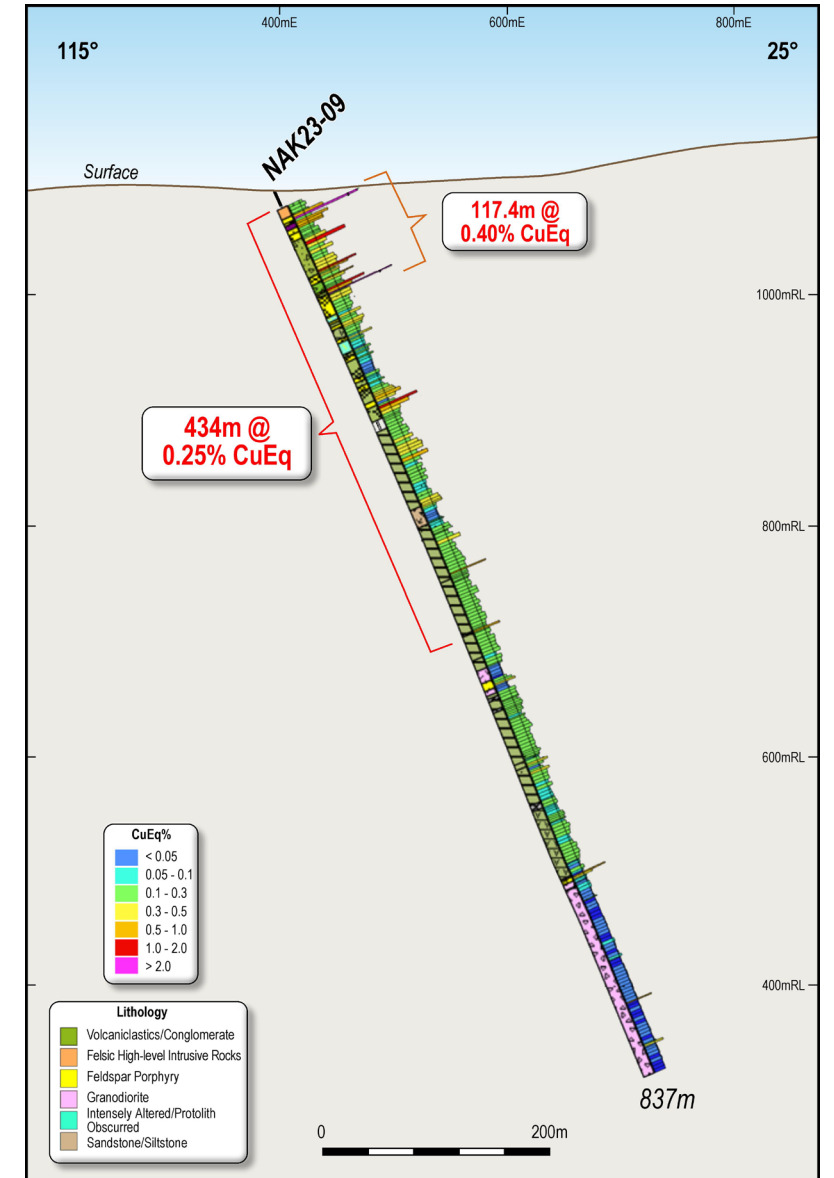 400mE
600mE
800mE
115°
25°
NAK23-09
Surface
117.4m @
0.40% CuEq
1000mRL
434m @
0.25% CuEq
800mRL
600mRL
CuEq%
< 0.05
0.05 - 0.1
0.1 - 0.3
0.3 - 0.5
0.5 - 1.0
1.0 - 2.0
> 2.0
400mRL
Lithology
Volcaniclastics/Conglomerate
Felsic High-level Intrusive Rocks
Feldspar Porphyry
Granodiorite
Intensely Altered/Protolith
Obscurred
Sandstone/Siltstone
837m
0
200m